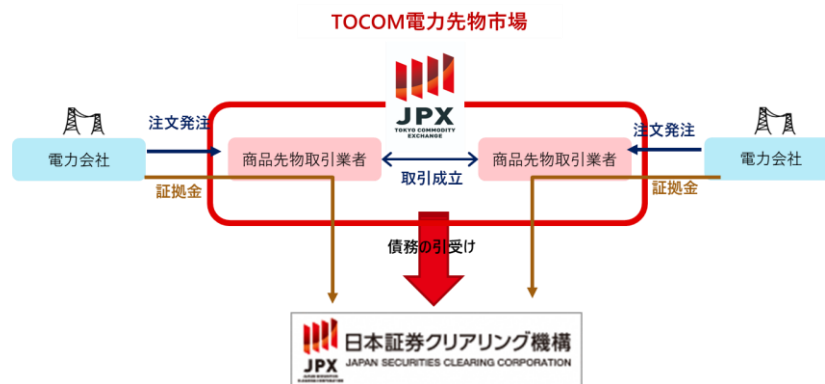 TOCOM電力先物市場
JPX
TOKYO COMMODITY
EXCHANGE
注文発注
注文発注
電力会社
商品先物取引業者
商品先物取引業者
電力会社
取引成立
証拠金
証拠金
債務の引受け
日本証券クリアリング機構
JPX
JAPAN SECURITIES CLEARING CORPORATION
JAPAN SECURITIES
CLEARING CORPORATION